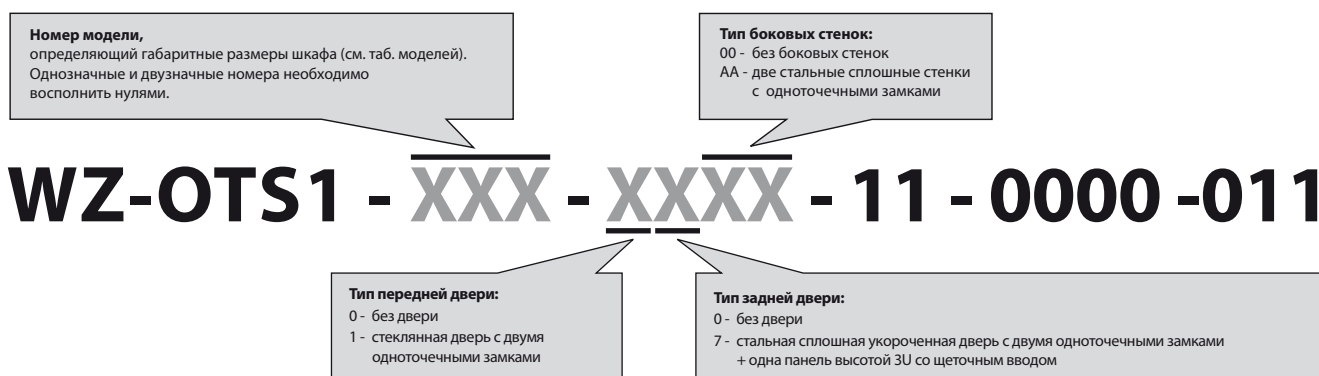 Номер модели,
определяющий габаритные размеры шкафа (см. таб. моделей).
Однозначные и двузначные номера необходимо
восполнить нулями.
Тип боковых стенок:
00 - без боковых стенок
АА - две стальные сплошные стенки
с одноточечными замками
WZ-OTS1 - XXX - XXXX - 11 - 0000 -011
Тип передней двери:
0 - без двери
1 - стеклянная дверь с двумя
одноточечными замками
Тип задней двери:
0 - без двери
7 - стальная сплошная укороченная дверь с двумя одноточечными замками
+ одна панель высотой 3U со щеточным вводом